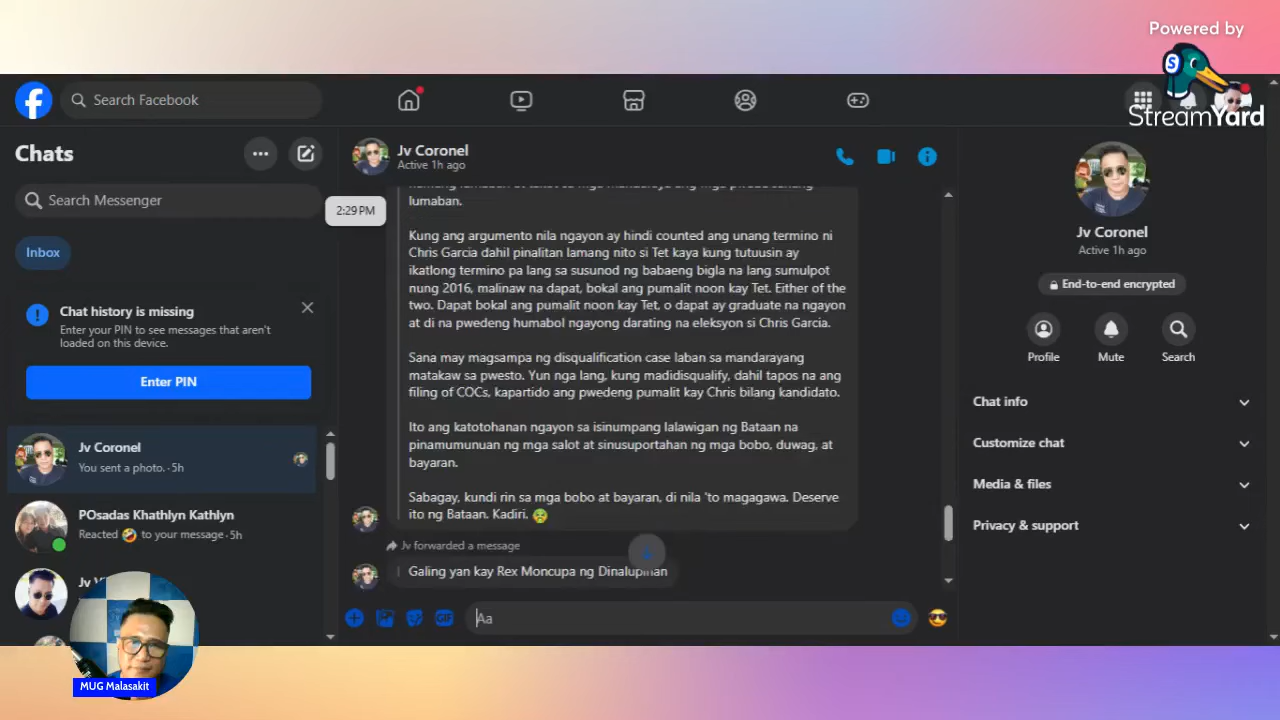 Powered by
StreamYard
Search Facebook
Chats
Search Messenger
Inbox
Chat history is missing
Enter your PIN to see messages that aren't
loaded on this device.
Enter PIN
Jv Coronel
You sent a photo. · 5h
POsadas Khathlyn Kathlyn
Reacted 🤣 to your message · 5h
Jv
MUG Malasakit
Jv Coronel
Active 1h ago
2:29 PM
lumaban.
Kung ang argumento nila ngayon ay hindi counted ang unang termino ni
Chris Garcia dahil pinalitan lamang nito si Tet kaya kung tutuusin ay
ikatlong termino pa lang sa susunod ng babaeng bigla na lang sumulpot
nung 2016, malinaw na dapat, bokal ang pumalit noon kay Tet. Either of the
two. Dapat bokal ang pumalit noon kay Tet, o dapat ay graduate na ngayon
at di na pwedeng humabol ngayong darating na eleksyon si Chris Garcia.
Sana may magsampa ng disqualification case laban sa mandarayang
matakaw sa pwesto. Yun nga lang, kung madidisqualify, dahil tapos na ang
filing of COCs, kapartido ang pwedeng pumalit kay Chris bilang kandidato.
Ito ang katotohanan ngayon sa isinumpang lalawigan ng Bataan na
pinamumunuan ng mga salot at sinusuportahan ng mga bobo, duwag, at
bayaran.
Sabagay, kundi rin sa mga bobo at bayaran, di nila 'to magagawa. Deserve
ito ng Bataan. Kadiri. 😥
Jv forwarded a message
Galing yan kay Rex Moncupa ng Dinalupihan
GIF
Aa
Jv Coronel
Active 1h ago
End-to-end encrypted
Profile
Mute
Search
Chat info
Customize chat
Media & files
Privacy & support